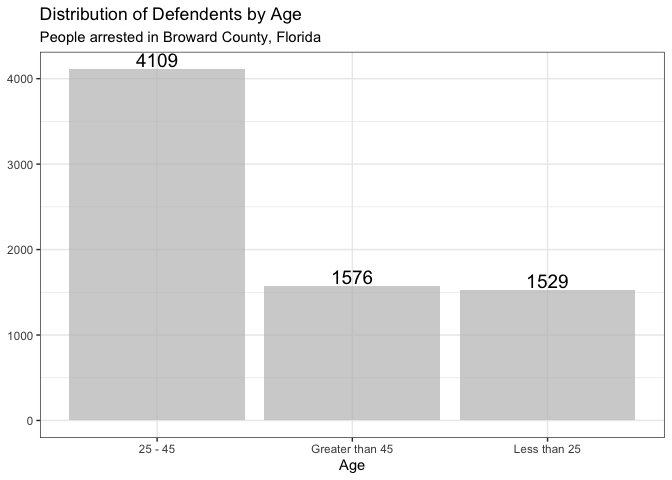 Distribution of Defendents by Age
People arrested in Broward County, Florida
4109
1576
1529
4000
3000
2000
1000
0
25 - 45
Greater than 45
Less than 25
Age